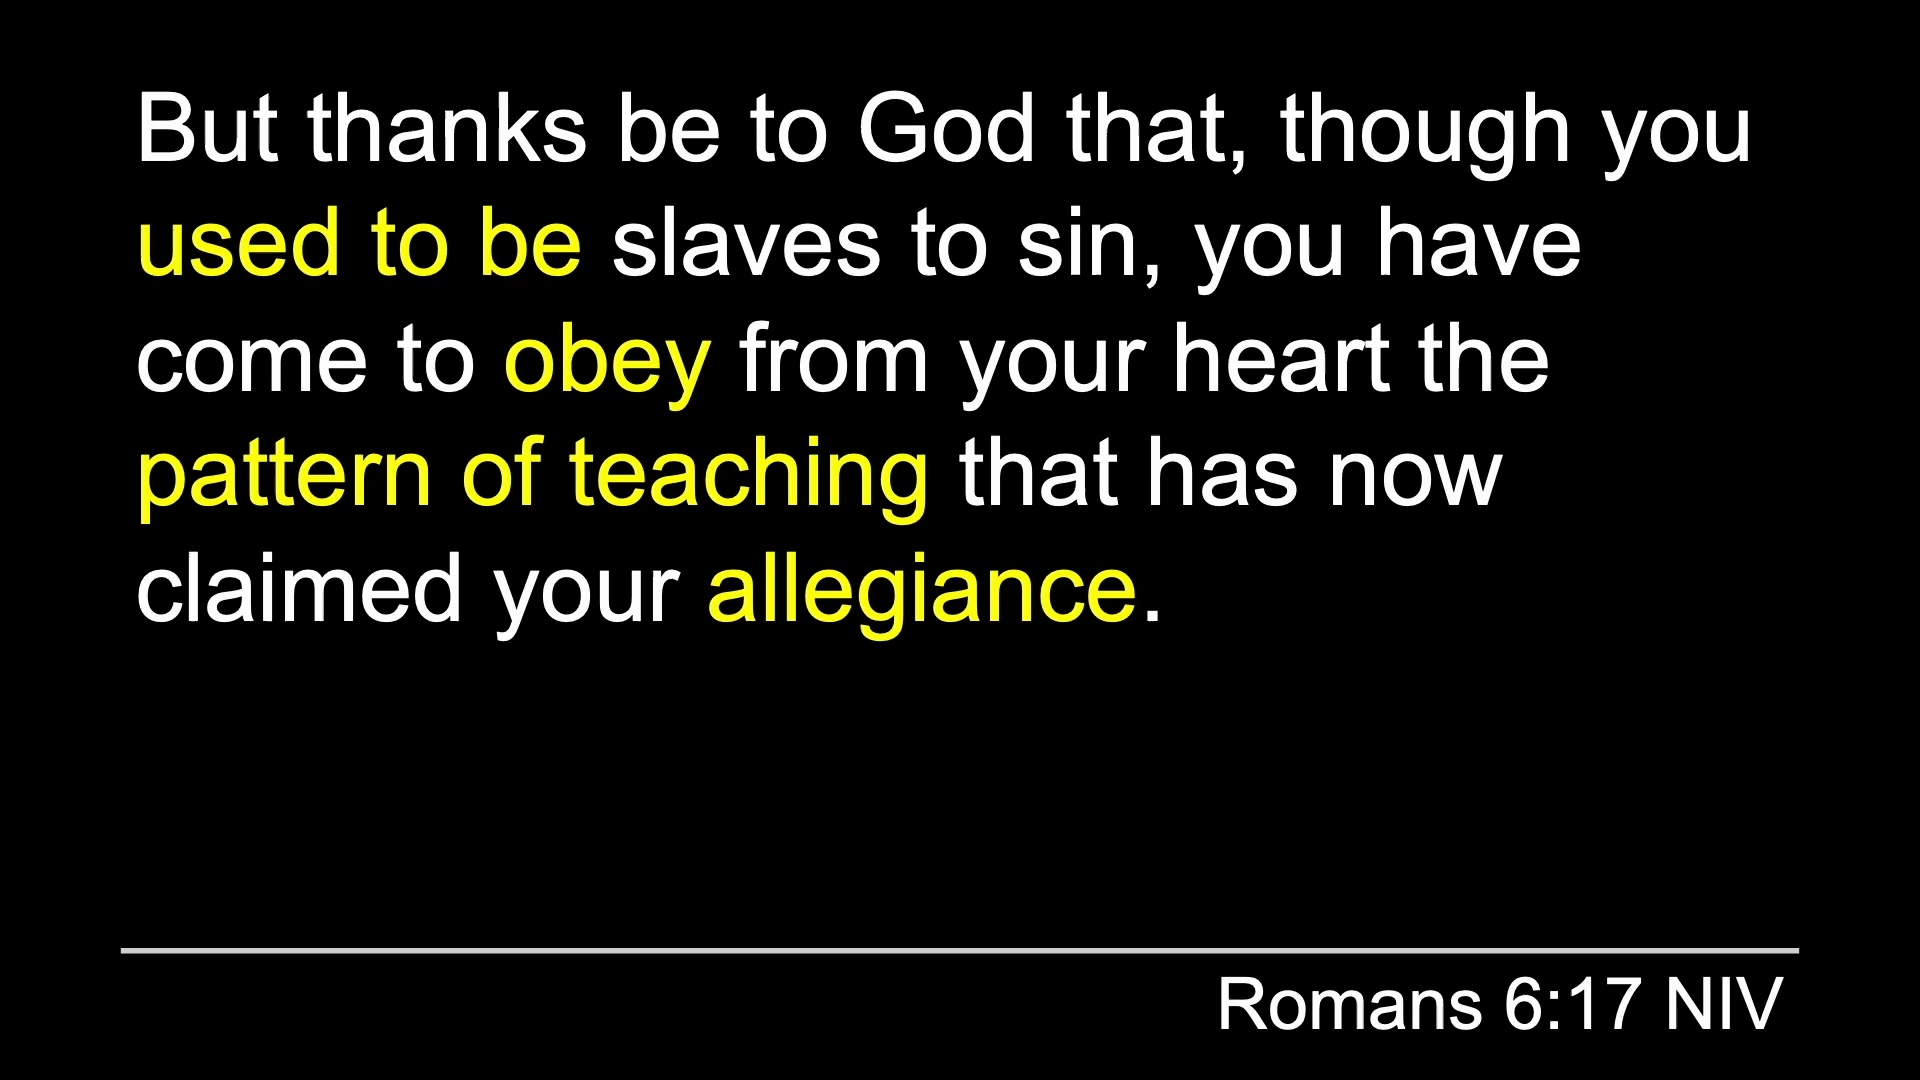 But thanks be to God that, though you
used to be slaves to sin, you have
come to obey from your heart the
pattern of teaching that has now
claimed your allegiance.
Romans 6:17 NIV